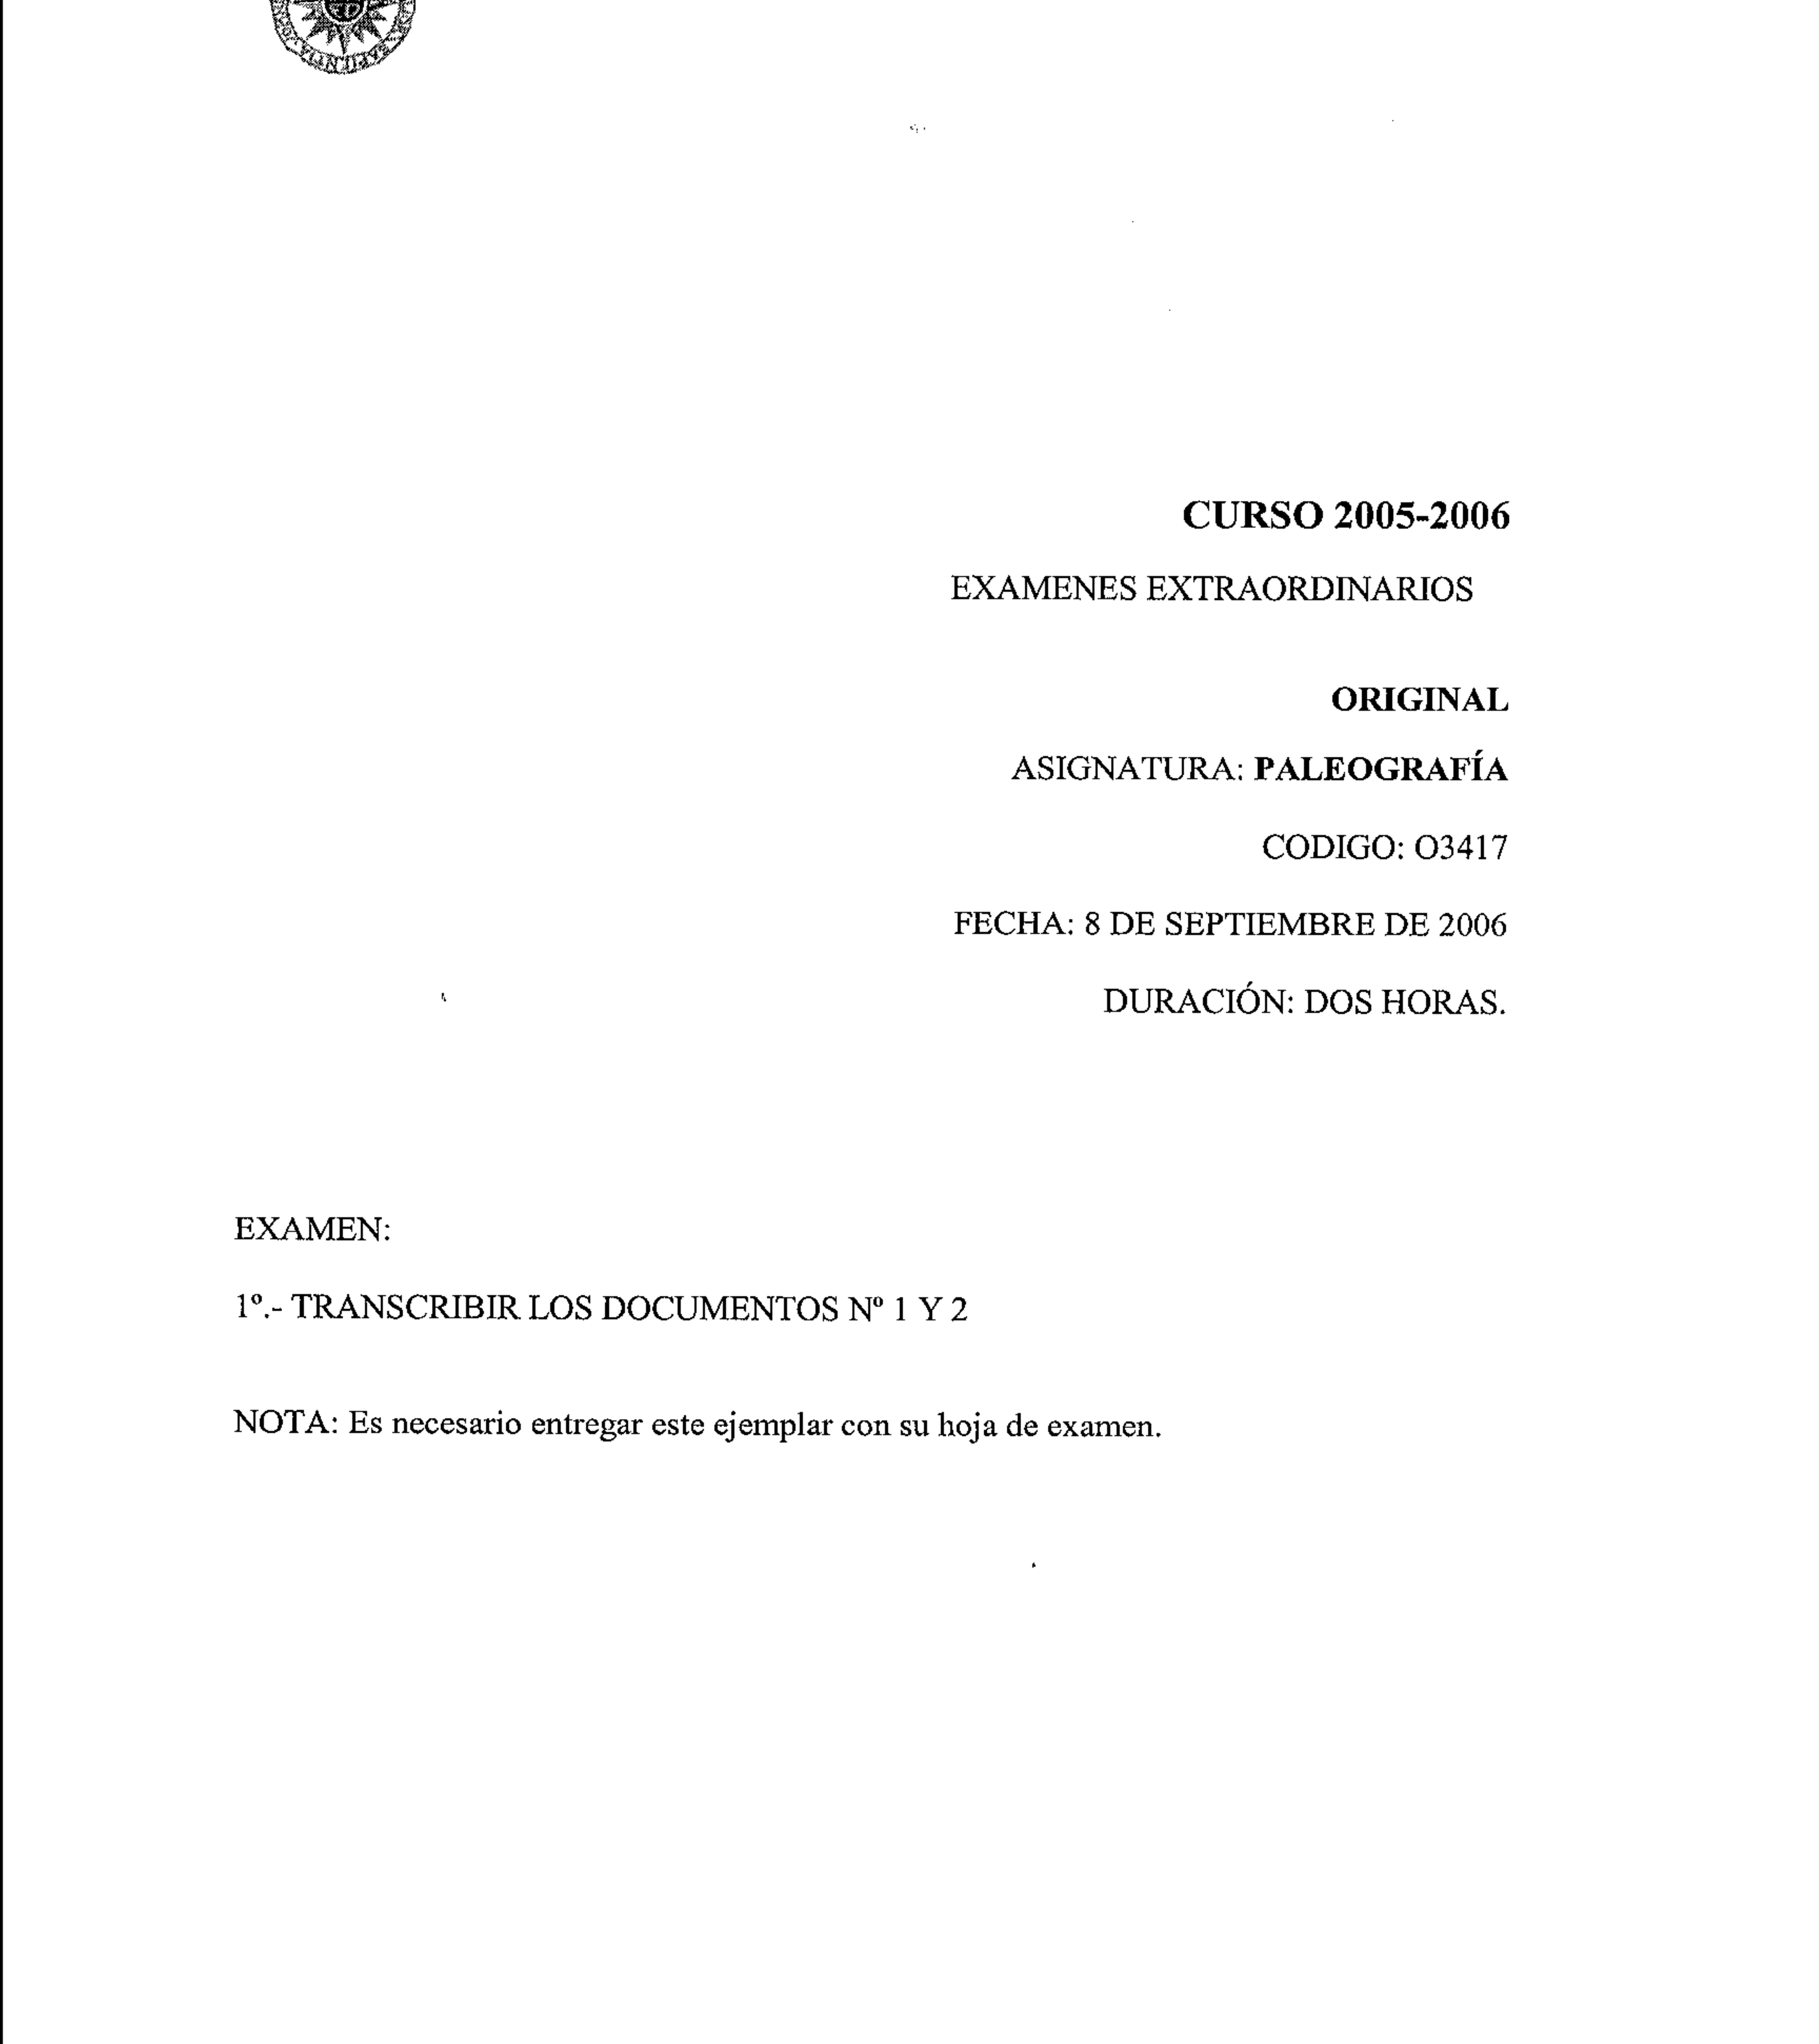 CURSO 2005-2006
EXAMENES EXTRAORDINARIOS
ORIGINAL
ASIGNATURA: PALEOGRAFÍA
CODIGO: O3417
FECHA: 8 DE SEPTIEMBRE DE 2006
DURACIÓN: DOS HORAS.
EXAMEN:
1º.- TRANSCRIBIR LOS DOCUMENTOS Nº 1 Y 2
NOTA: Es necesario entregar este ejemplar con su hoja de examen.